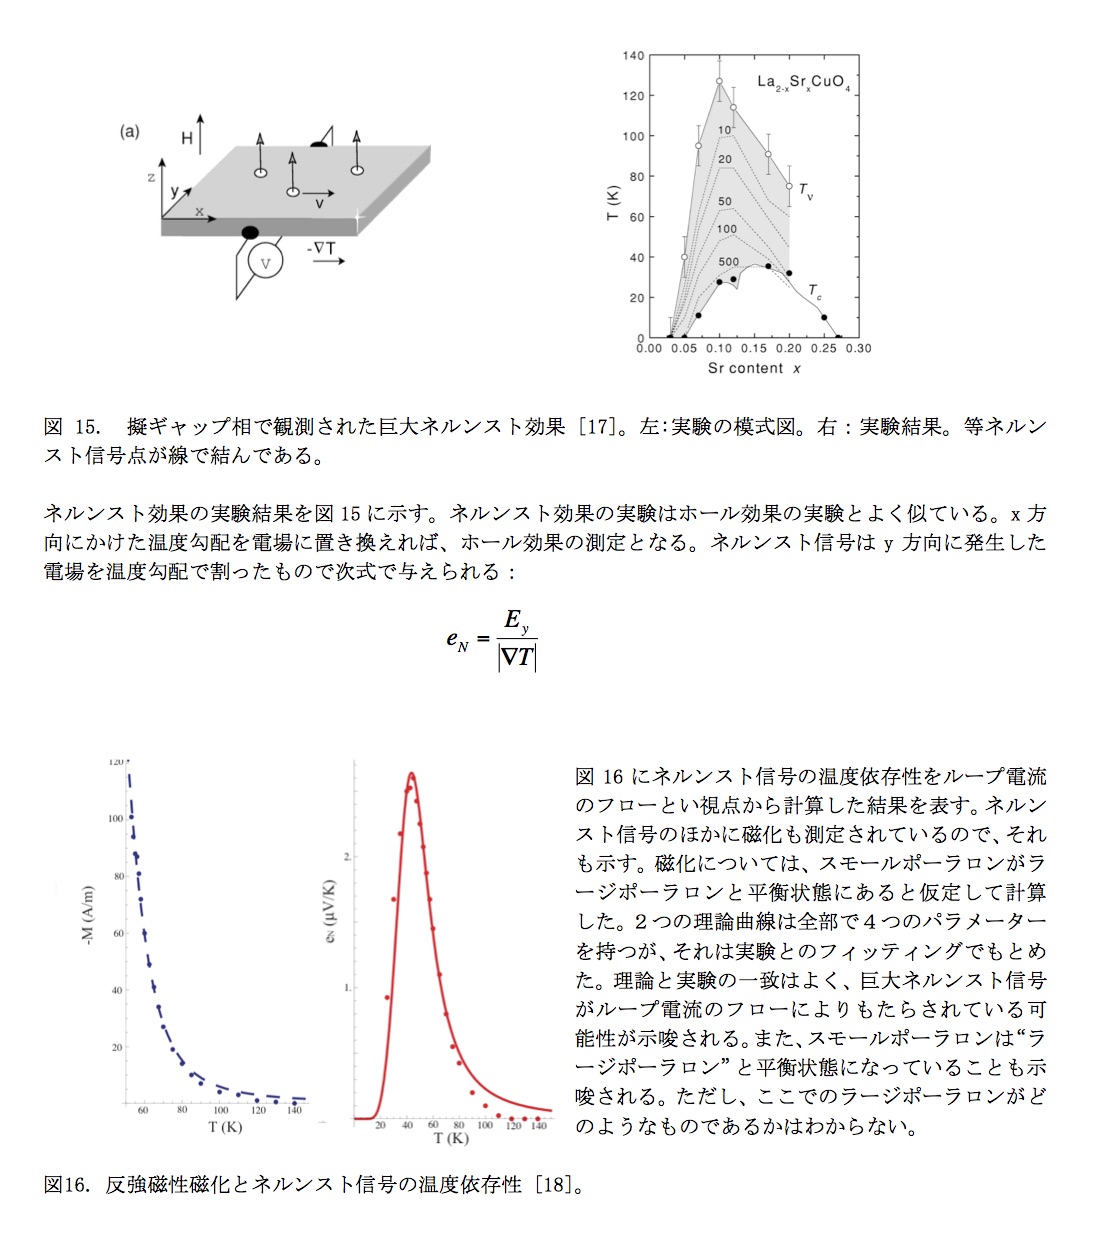 (a)
H
z
y
x
v
V
-∇T
140
120
100
80
60
40
20
0
T (K)
La2-xSrxCuO4
10
20
50
100
500
Tν
Tc
0.00 0.05 0.10 0.15 0.20 0.25 0.30
Sr content x
図 15. 擬ギャップ相で観測された巨大ネルンスト効果 [17]。左:実験の模式図。右：実験結果。等ネルン
スト信号点が線で結んである。
ネルンスト効果の実験結果を図 15 に示す。ネルンスト効果の実験はホール効果の実験とよく似ている。x 方
向にかけた温度勾配を電場に置き換えれば、ホール効果の測定となる。ネルンスト信号は y 方向に発生した
電場を温度勾配で割ったもので次式で与えられる：
eN = Ey / |∇T|
120
100
80
60
40
20
-M (A/m)
60 80 100 120 140
T (K)
2.
1.
eN (μV/K)
20 40 60 80 100 120 140
T (K)
図 16 にネルンスト信号の温度依存性をループ電流
のフローとい視点から計算した結果を表す。ネルン
スト信号のほかに磁化も測定されているので、それ
も示す。磁化については、スモールポーラロンがラ
ージポーラロンと平衡状態にあると仮定して計算
した。２つの理論曲線は全部で４つのパラメーター
を持つが、それは実験とのフィッティングでもとめ
た。理論と実験の一致はよく、巨大ネルンスト信号
がループ電流のフローによりもたらされている可
能性が示唆される。また、スモールポーラロンは“ラ
ージポーラロン” と平衡状態になっていることも示
唆される。ただし、ここでのラージポーラロンがど
のようなものであるかはわからない。
図16. 反強磁性磁化とネルンスト信号の温度依存性 [18]。